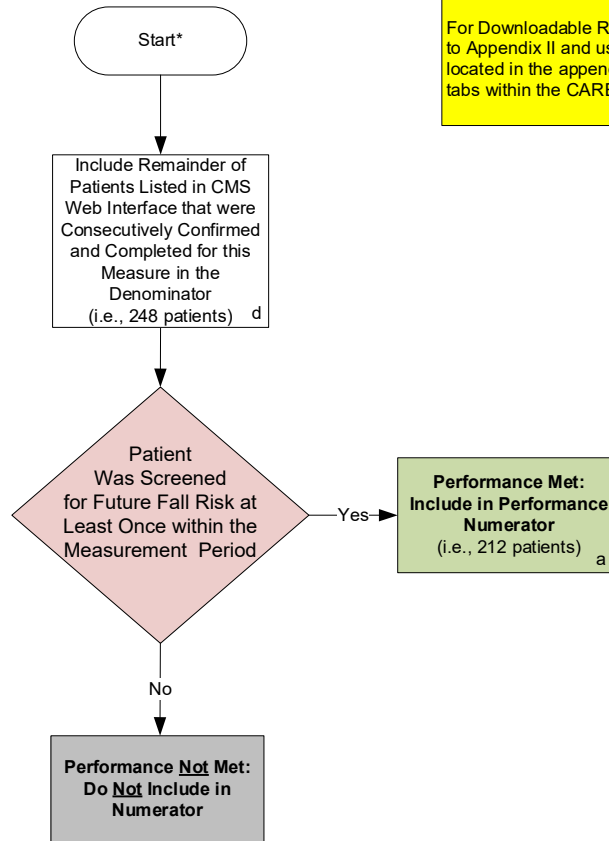 Start*
For Downloadable R
to Appendix II and us
located in the appen
tabs within the CARE
Include Remainder of
Patients Listed in CMS
Web Interface that were
Consecutively Confirmed
and Completed for this
Measure in the
Denominator
(i.e., 248 patients) d
Patient
Was Screened
for Future Fall Risk at
Least Once within the
Measurement Period
Yes
Performance Met:
Include in Performance
Numerator
(i.e., 212 patients)
a
No
Performance Not Met:
Do Not Include in
Numerator